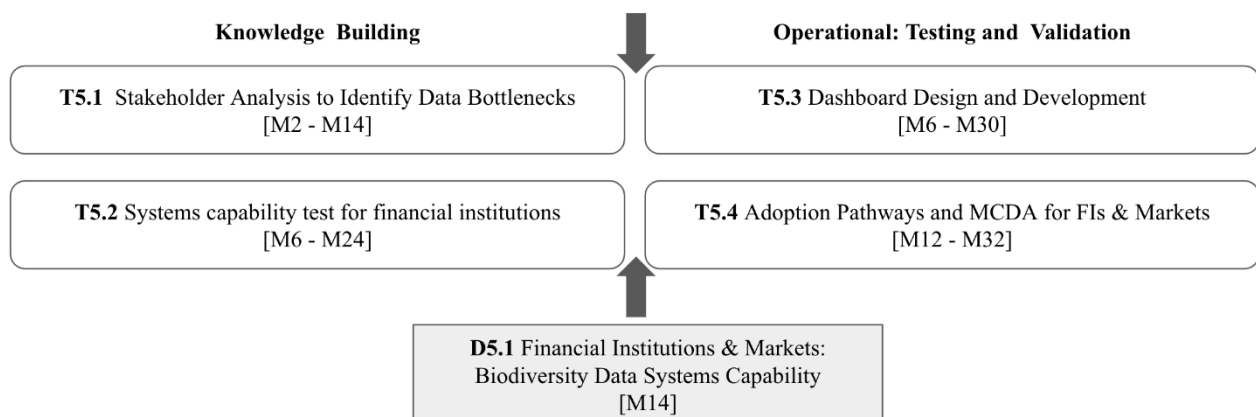 Knowledge Building
Operational: Testing and Validation
T5.1 Stakeholder Analysis to Identify Data Bottlenecks
[M2 - M14]
T5.3 Dashboard Design and Development
[M6 - M30]
T5.2 Systems capability test for financial institutions
[M6 - M24]
T5.4 Adoption Pathways and MCDA for FIs & Markets
[M12 - M32]
D5.1 Financial Institutions & Markets:
Biodiversity Data Systems Capability
[M14]